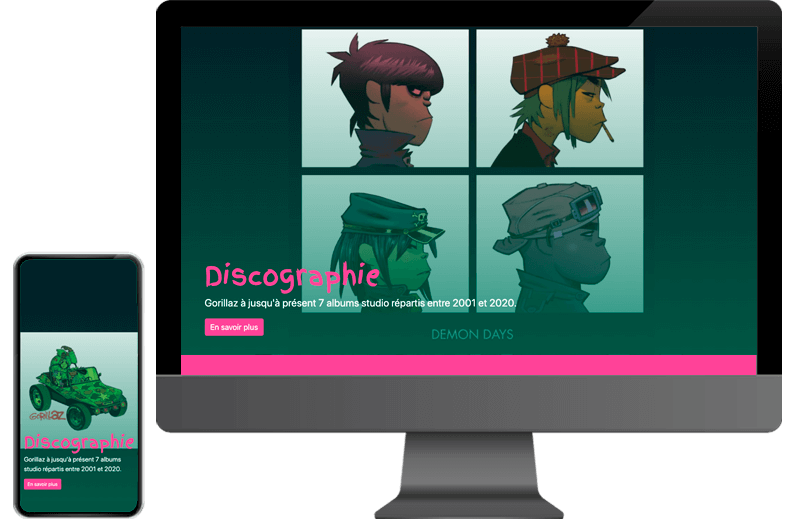 Discographie
Gorillaz à jusqu'à présent 7 albums studio répartis entre 2001 et 2020.
En savoir plus
DEMON DAYS
GORILLAZ
Discographie
Gorillaz à jusqu'à présent 7 albums
studio répartis entre 2001 et 2020.
En savoir plus